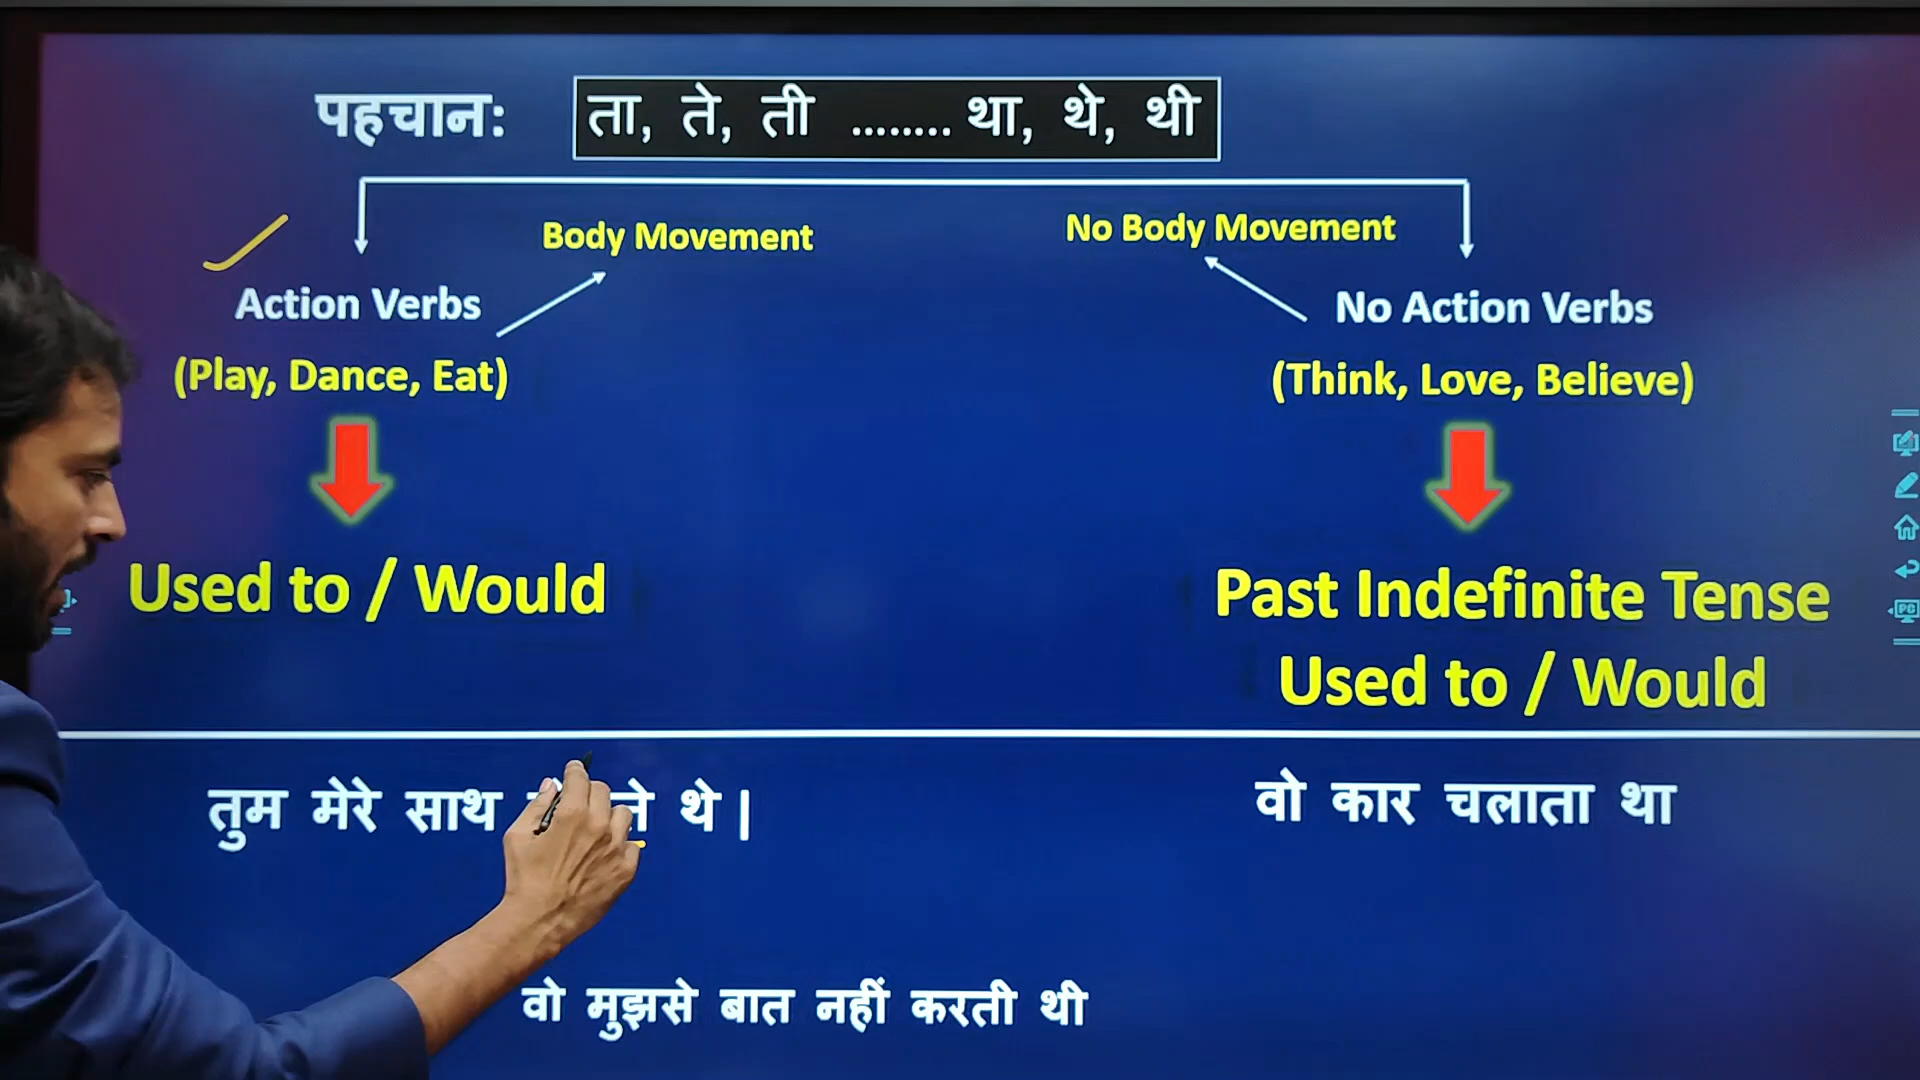 पहचानः ता, ते, ती ........ था, थे, थी
Body Movement No Body Movement
Action Verbs No Action Verbs
(Play, Dance, Eat) (Think, Love, Believe)
Used to / Would Past Indefinite Tense
Used to / Would
तुम मेरे साथ थे | वो कार चलाता था
वो मुझसे बात नहीं करती थी